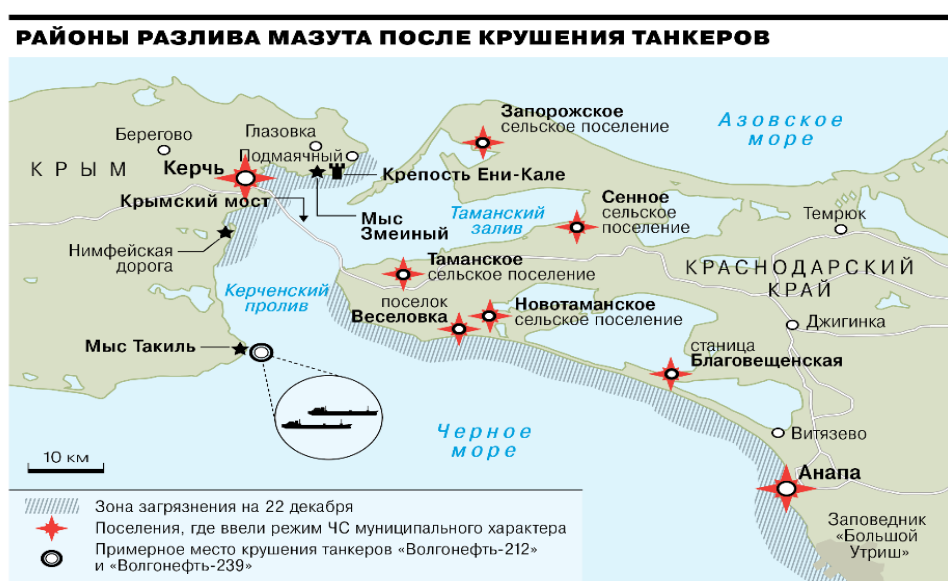 РАЙОНЫ РАЗЛИВА МАЗУТА ПОСЛЕ КРУШЕНИЯ ТАНКЕРОВ
Запорожское
сельское поселение
Азовское
море
Берегово
Глазовка
Подмаячный
КРЫМ
Керчь
Крепость Ени-Кале
Крымский мост
Мыс
Змеиный
Таманский
залив
Сенное
сельское
поселение
Темрюк
Нимфейская
дорога
Таманское
сельское поселение
КРАСНОДАРСКИЙ
КРАЙ
Керченский
пролив
поселок
Веселовка
Новотаманское
сельское поселение
Джигинка
Мыс Такиль
станица
Благовещенская
Черное
море
Витязево
10 км
Анапа
Зона загрязнения на 22 декабря
Поселения, где ввели режим ЧС муниципального характера
Примерное место крушения танкеров «Волгонефть-212»
и «Волгонефть-239»
Заповедник
«Большой
Утриш»